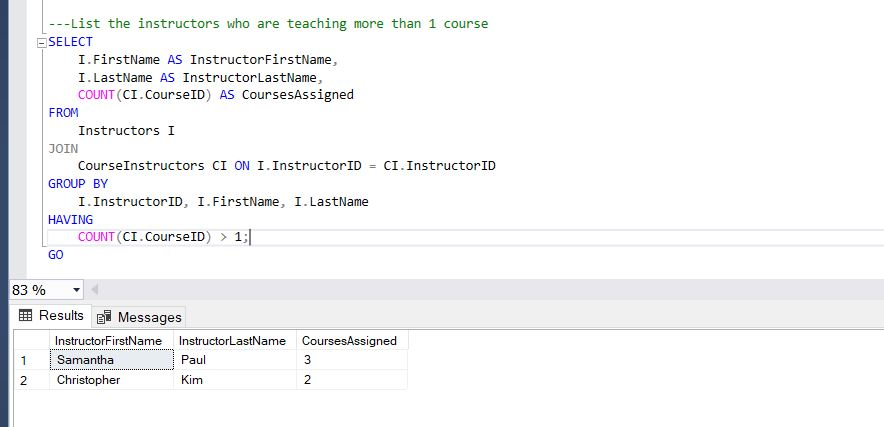 ---List the instructors who are teaching more than 1 course
SELECT
I.FirstName AS InstructorFirstName,
I.LastName AS InstructorLastName,
COUNT(CI.CourseID) AS CoursesAssigned
FROM
Instructors I
JOIN
CourseInstructors CI ON I.InstructorID = CI.InstructorID
GROUP BY
I.InstructorID, I.FirstName, I.LastName
HAVING
COUNT(CI.CourseID) > 1;
GO
83 %
Results Messages
InstructorFirstName InstructorLastName CoursesAssigned
1 Samantha Paul 3
2 Christopher Kim 2